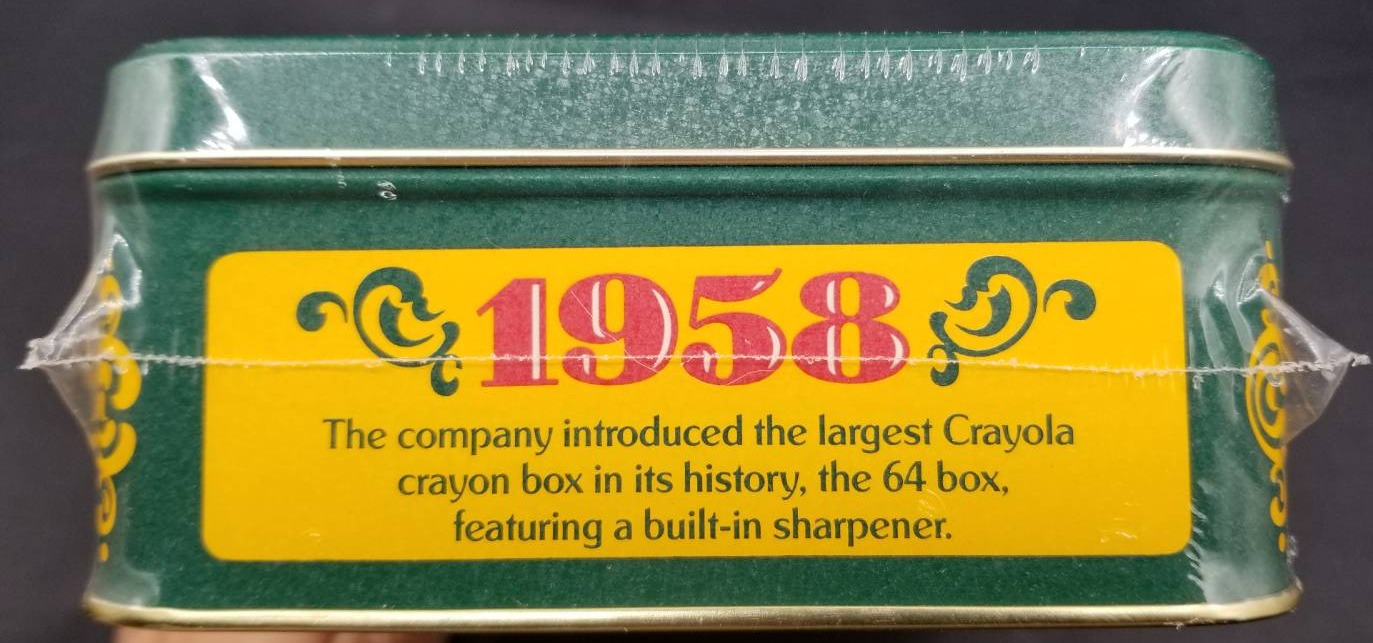 1958
The company introduced the largest Crayola
crayon box in its history, the 64 box,
featuring a built-in sharpener.